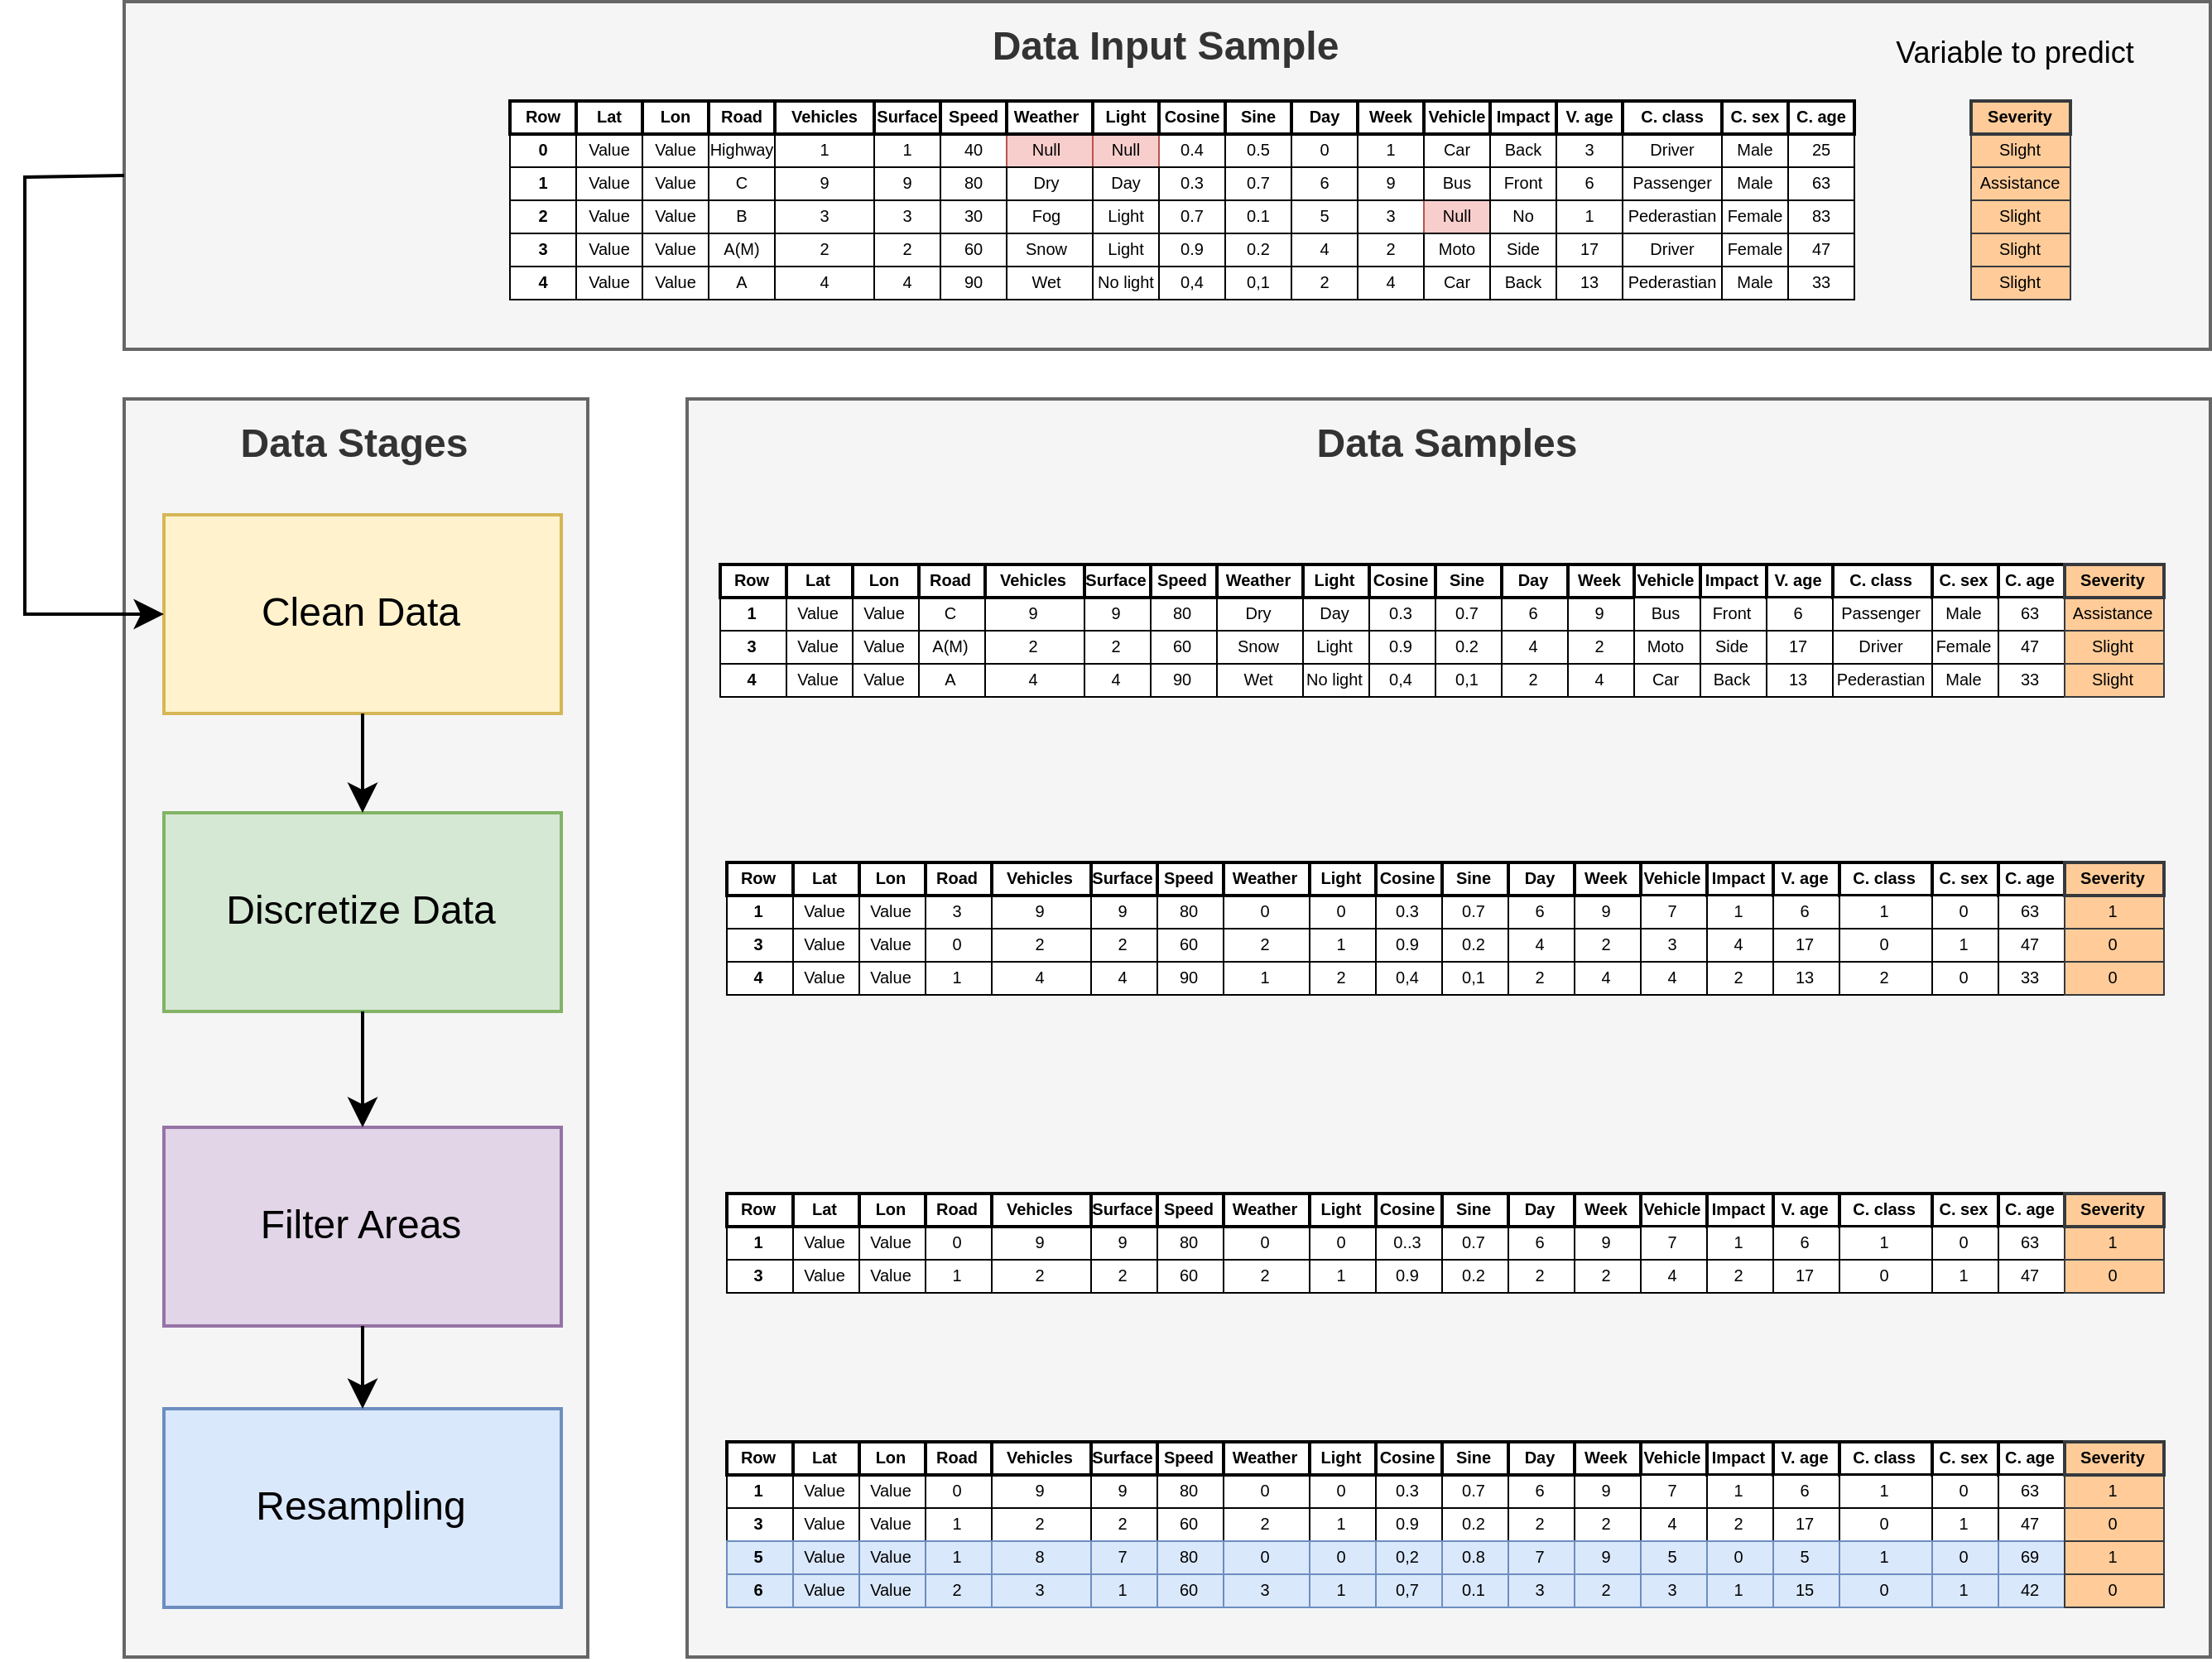 Data Input Sample
Variable to predict
Row Lat Lon Road Vehicles Surface Speed Weather Light Cosine Sine Day Week Vehicle Impact V. age C. class C. sex C. age Severity
0 Value Value Highway 1 1 40 Null Null 0.4 0.5 0 1 Car Back 3 Driver Male 25 Slight
1 Value Value C 9 9 80 Dry Day 0.3 0.7 6 9 Bus Front 6 Passenger Male 63 Assistance
2 Value Value B 3 3 30 Fog Light 0.7 0.1 5 3 Null No 1 Pederastian Female 83 Slight
3 Value Value A(M) 2 2 60 Snow Light 0.9 0.2 4 2 Moto Side 17 Driver Female 47 Slight
4 Value Value A 4 4 90 Wet No light 0,4 0,1 2 4 Car Back 13 Pederastian Male 33 Slight
Data Stages
Clean Data
Discretize Data
Filter Areas
Resampling
Data Samples
Row Lat Lon Road Vehicles Surface Speed Weather Light Cosine Sine Day Week Vehicle Impact V. age C. class C. sex C. age Severity
1 Value Value C 9 9 80 Dry Day 0.3 0.7 6 9 Bus Front 6 Passenger Male 63 Assistance
3 Value Value A(M) 2 2 60 Snow Light 0.9 0.2 4 2 Moto Side 17 Driver Female 47 Slight
4 Value Value A 4 4 90 Wet No light 0,4 0,1 2 4 Car Back 13 Pederastian Male 33 Slight
Row Lat Lon Road Vehicles Surface Speed Weather Light Cosine Sine Day Week Vehicle Impact V. age C. class C. sex C. age Severity
1 Value Value 3 9 9 80 0 0 0.3 0.7 6 9 7 1 6 1 0 63 1
3 Value Value 0 2 2 60 2 1 0.9 0.2 4 2 3 4 17 0 1 47 0
4 Value Value 1 4 4 90 1 2 0,4 0,1 2 4 4 2 13 2 0 33 0
Row Lat Lon Road Vehicles Surface Speed Weather Light Cosine Sine Day Week Vehicle Impact V. age C. class C. sex C. age Severity
1 Value Value 0 9 9 80 0 0 0..3 0.7 6 9 7 1 6 1 0 63 1
3 Value Value 1 2 2 60 2 1 0.9 0.2 2 2 4 2 17 0 1 47 0
Row Lat Lon Road Vehicles Surface Speed Weather Light Cosine Sine Day Week Vehicle Impact V. age C. class C. sex C. age Severity
1 Value Value 0 9 9 80 0 0 0.3 0.7 6 9 7 1 6 1 0 63 1
3 Value Value 1 2 2 60 2 1 0.9 0.2 2 2 4 2 17 0 1 47 0
5 Value Value 1 8 7 80 0 0 0,2 0.8 7 9 5 0 5 1 0 69 1
6 Value Value 2 3 1 60 3 1 0,7 0.1 3 2 3 1 15 0 1 42 0